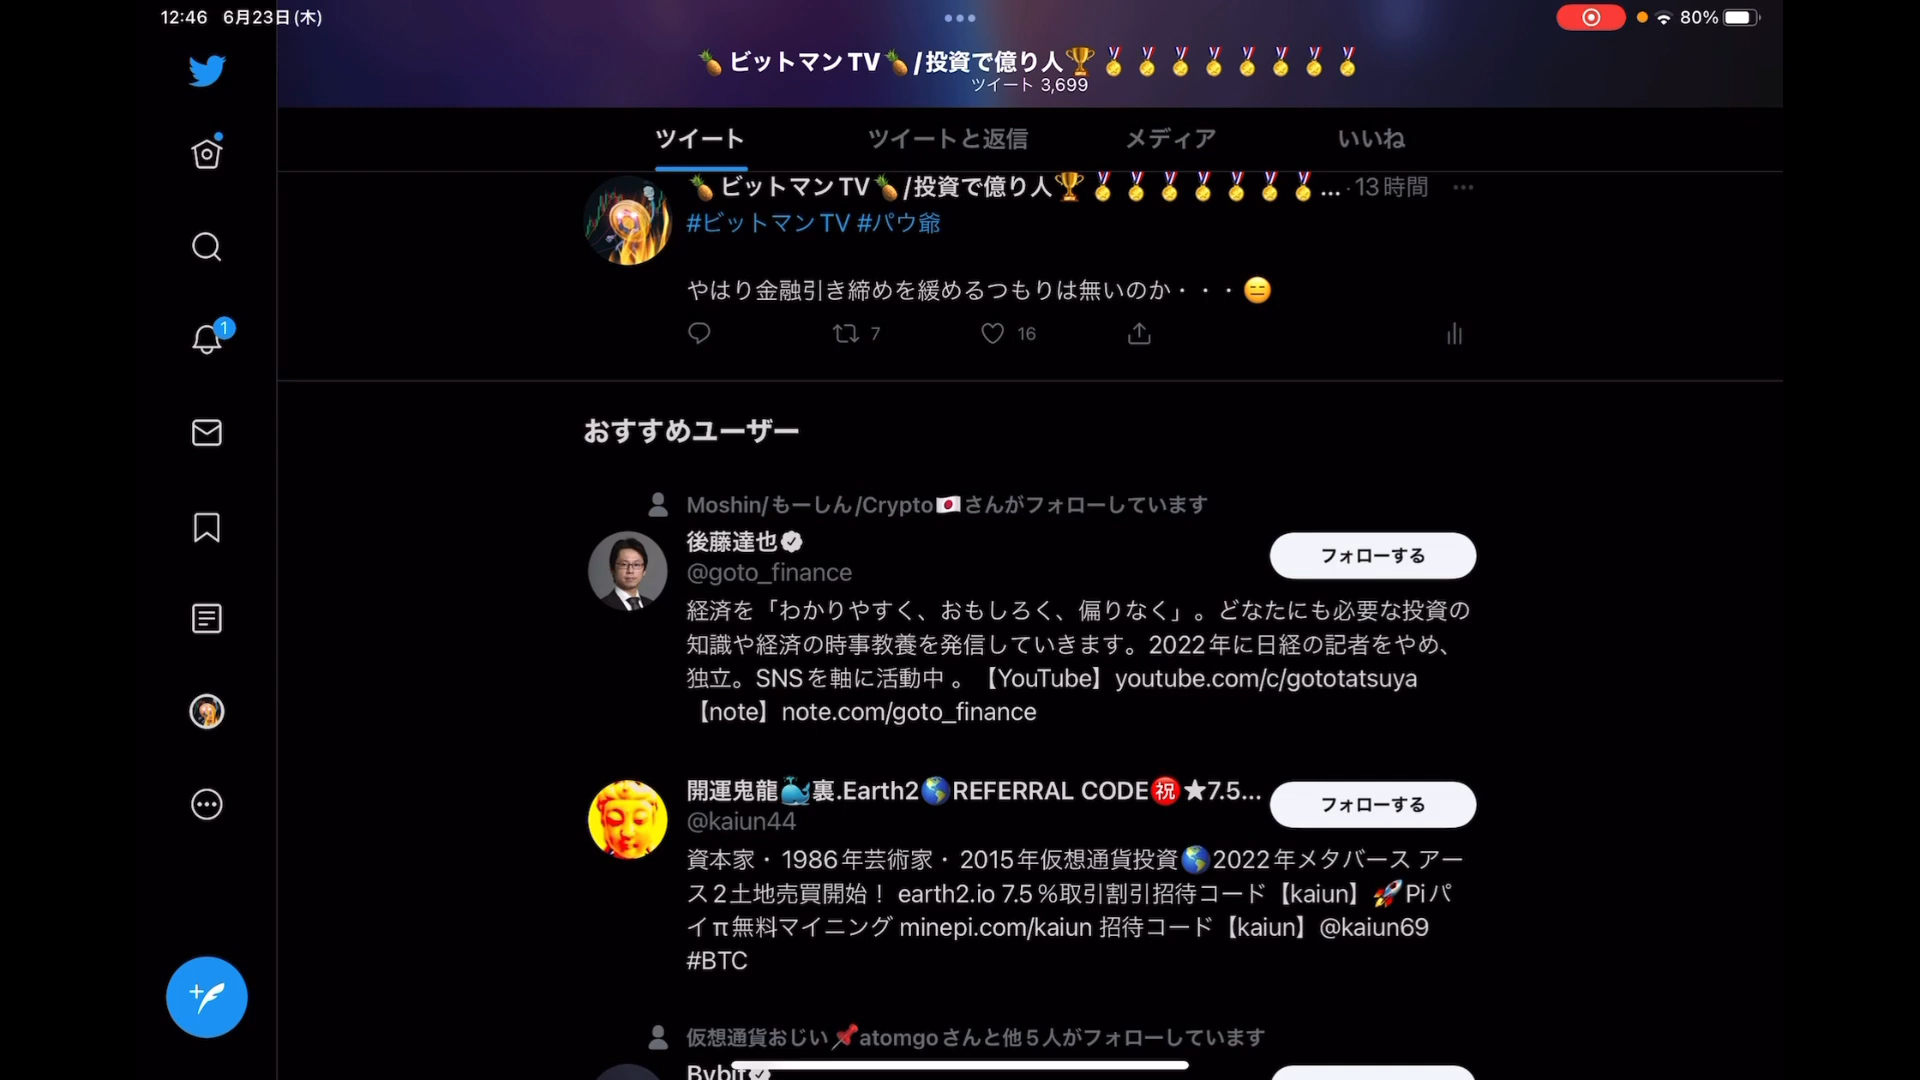 12:46 6月23日(木)
80%
🍍ビットマンTV🍍/投資で億り人🏆🏅🏅🏅🏅🏅🏅🏅🏅
ツイート 3,699
ツイート ツイートと返信 メディア いいね
🍍ビットマンTV🍍/投資で億り人🏆🏅🏅🏅🏅🏅🏅🏅... · 13時間
#ビットマンTV #パウ爺
やはり金融引き締めを緩めるつもりは無いのか・・・😑
7 16
1
おすすめユーザー
Moshin/もーしん/Crypto🇯🇵さんがフォローしています
後藤達也
@goto_finance
フォローする
経済を「わかりやすく、おもしろく、偏りなく」。どなたにも必要な投資の
知識や経済の時事教養を発信していきます。2022年に日経の記者をやめ、
独立。SNSを軸に活動中 。【YouTube】youtube.com/c/gototatsuya
【note】note.com/goto_finance
開運鬼龍🐳裏.Earth2🌎REFERRAL CODE㊗️★7.5...
@kaiun44
フォローする
資本家・1986年芸術家・2015年仮想通貨投資🌎2022年メタバース アー
ス2土地売買開始！ earth2.io 7.5％取引割引招待コード【kaiun】🚀Piパ
イπ無料マイニング minepi.com/kaiun 招待コード【kaiun】@kaiun69
#BTC
仮想通貨おじい📌atomgoさんと他5人がフォローしています
Bybit